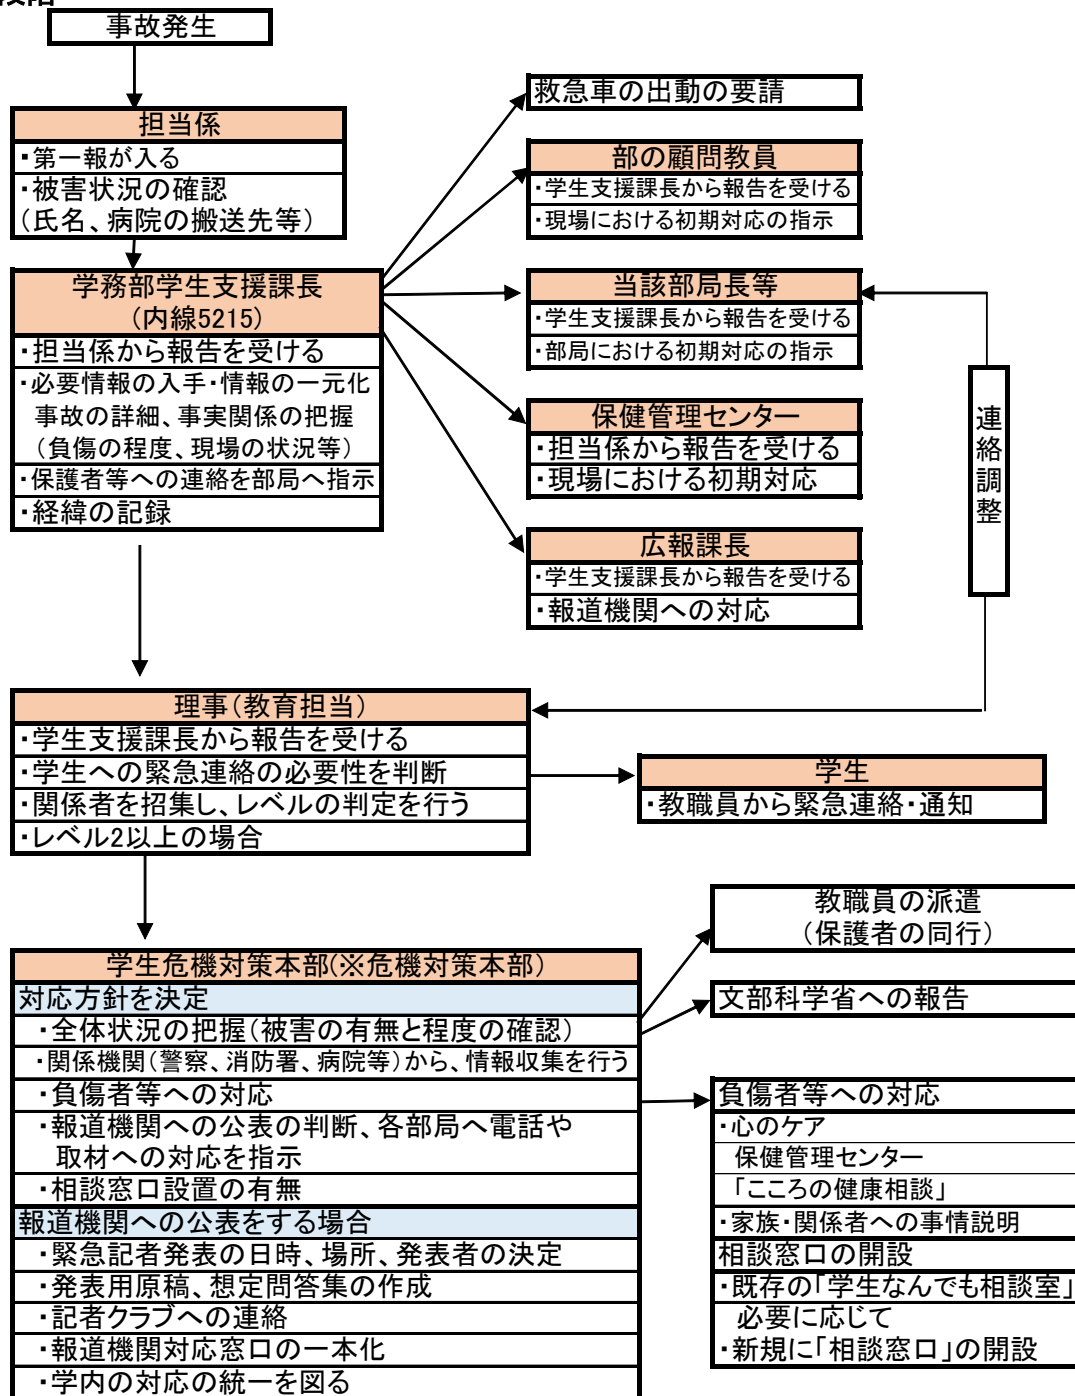 事故発生
担当係
・第一報が入る
・被害状況の確認
(氏名、病院の搬送先等)
学務部学生支援課長
(内線5215)
・担当係から報告を受ける
・必要情報の入手・情報の一元化
事故の詳細、事実関係の把握
(負傷の程度、現場の状況等)
・保護者等への連絡を部局へ指示
・経緯の記録
救急車の出動の要請
部の顧問教員
・学生支援課長から報告を受ける
・現場における初期対応の指示
当該部局長等
・学生支援課長から報告を受ける
・部局における初期対応の指示
保健管理センター
・担当係から報告を受ける
・現場における初期対応
広報課長
・学生支援課長から報告を受ける
・報道機関への対応
連絡調整
理事(教育担当)
・学生支援課長から報告を受ける
・学生への緊急連絡の必要性を判断
・関係者を招集し、レベルの判定を行う
・レベル2以上の場合
学生
・教職員から緊急連絡・通知
学生危機対策本部(※危機対策本部)
対応方針を決定
・全体状況の把握(被害の有無と程度の確認)
・関係機関(警察、消防署、病院等)から、情報収集を行う
・負傷者等への対応
・報道機関への公表の判断、各部局へ電話や
取材への対応を指示
・相談窓口設置の有無
報道機関への公表をする場合
・緊急記者発表の日時、場所、発表者の決定
・発表用原稿、想定問答集の作成
・記者クラブへの連絡
・報道機関対応窓口の一本化
・学内の対応の統一を図る
教職員の派遣
(保護者の同行)
文部科学省への報告
負傷者等への対応
・心のケア
保健管理センター
「こころの健康相談」
・家族・関係者への事情説明
相談窓口の開設
・既存の「学生なんでも相談室」
必要に応じて
・新規に「相談窓口」の開設